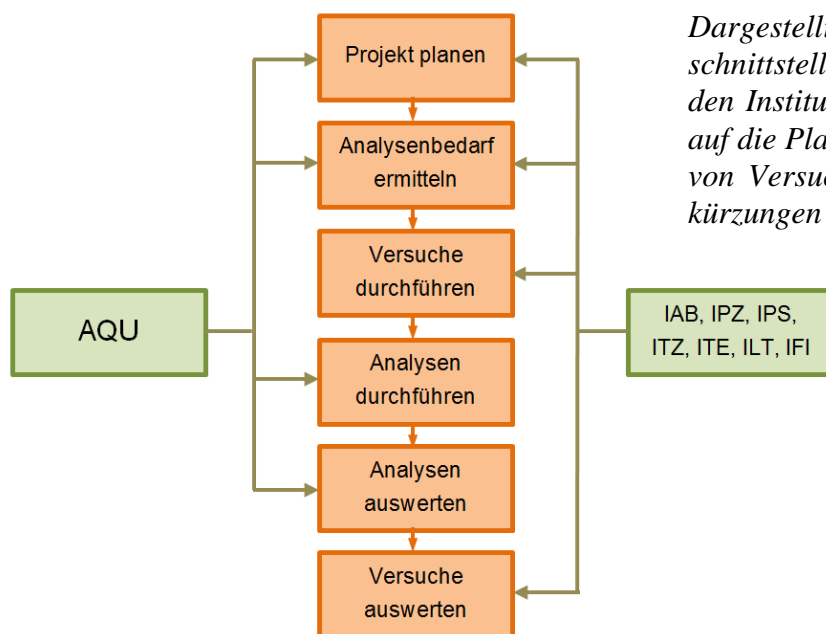 Projekt planen
Analysenbedarf
ermitteln
Versuche
durchführen
Analysen
durchführen
Analysen
auswerten
Versuche
auswerten
AQU
IAB, IPZ, IPS,
ITZ, ITE, ILT, IFI
schnittstell
den Institu
auf die Pla
von Versuc
kürzungen